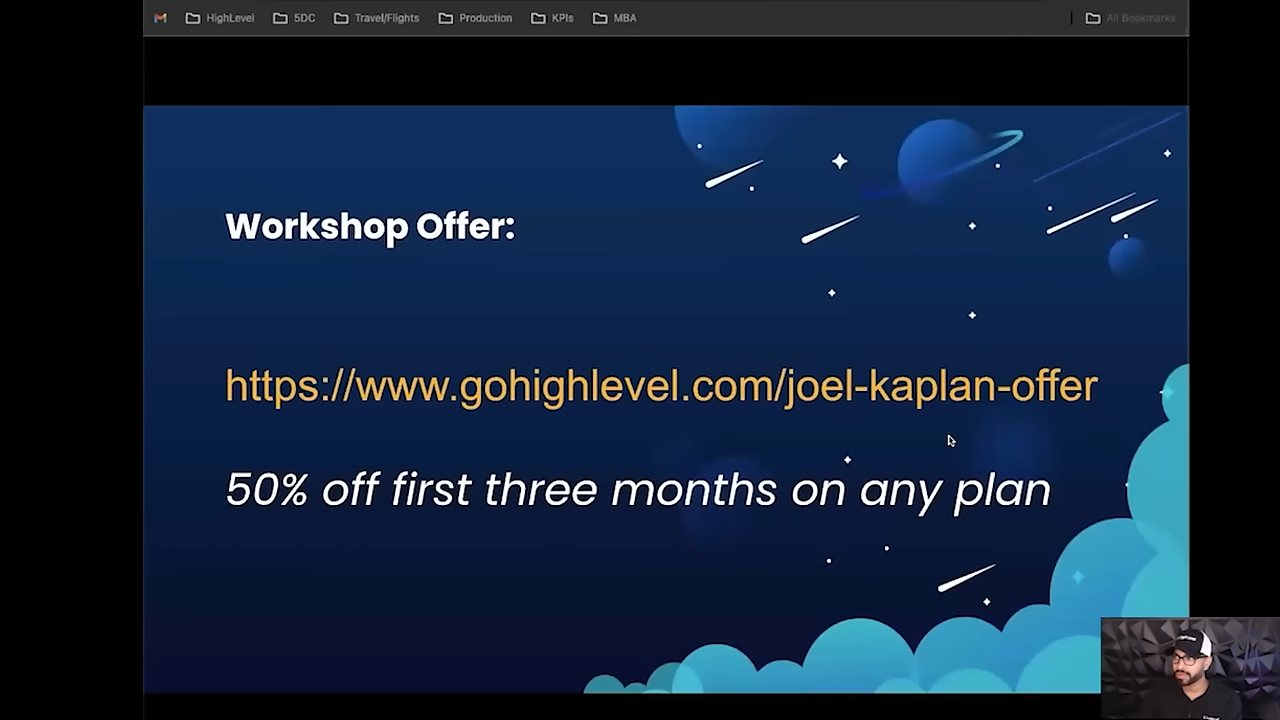 HighLevel 5DC Travel/Flights Production KPIs MBA All Bookmarks
Workshop Offer:
https://www.gohighlevel.com/joel-kaplan-offer
50% off first three months on any plan